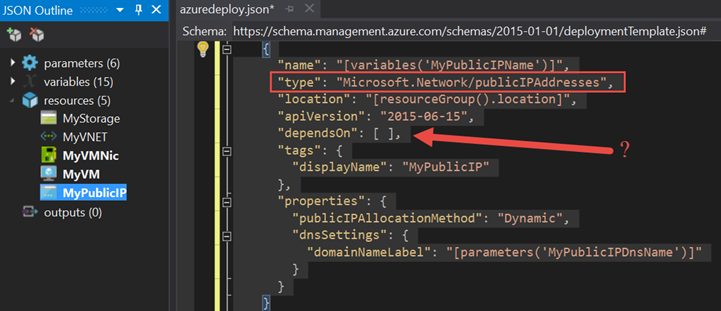 JSON Outline
azuredeploy.json*
Schema: https://schema.management.azure.com/schemas/2015-01-01/deploymentTemplate.json#
parameters (6)
variables (15)
resources (5)
MyStorage
MyVNET
MyVMNic
MyVM
MyPublicIP
outputs (0)
{
"name": "[variables('MyPublicIPName')]",
"type": "Microsoft.Network/publicIPAddresses",
"location": "[resourceGroup().location]",
"apiVersion": "2015-06-15",
"dependsOn": [ ],
?
"tags": {
"displayName": "MyPublicIP"
},
"properties": {
"publicIPAllocationMethod": "Dynamic",
"dnsSettings": {
"domainNameLabel": "[parameters('MyPublicIPDnsName')]"
}
}
}